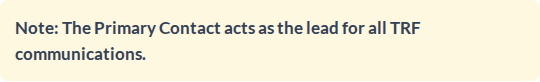 Note: The Primary Contact acts as the lead for all TRF
communications.